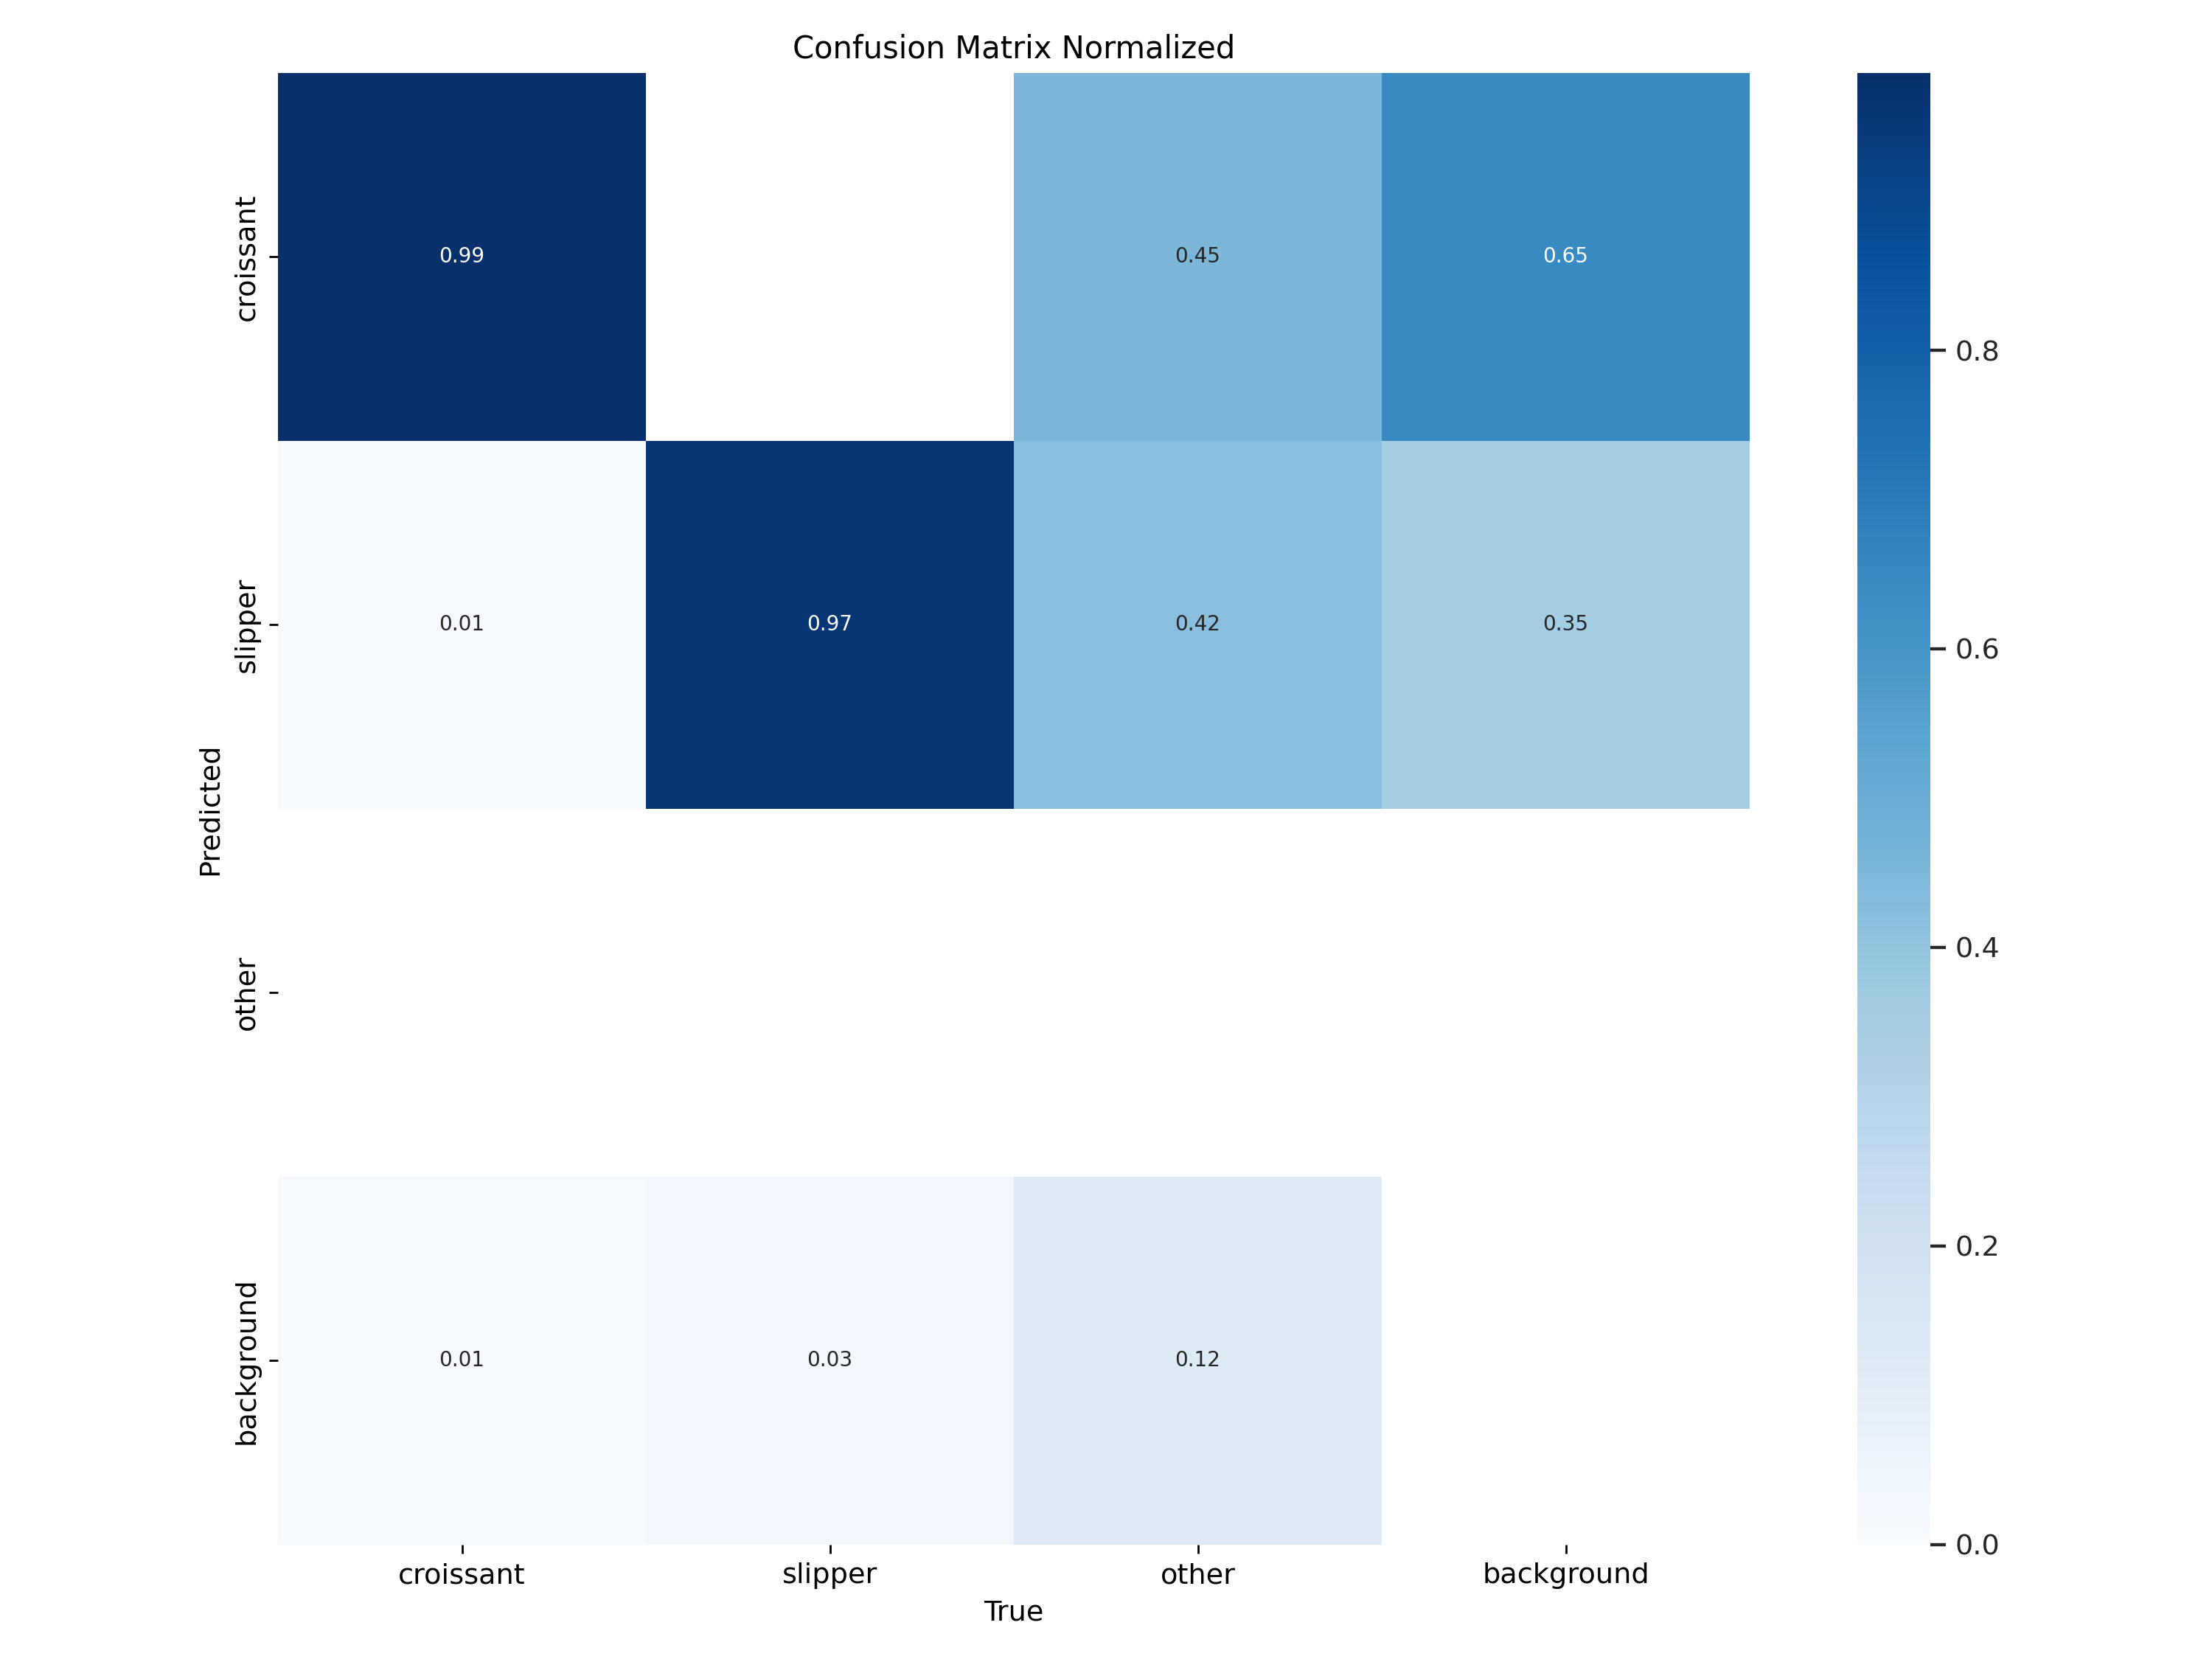 Confusion Matrix Normalized
croissant
0.99
0.45
0.65
slipper
0.01
0.97
0.42
0.35
other
background
0.01
0.03
0.12
Predicted
croissant
slipper
other
background
True
0.8
0.6
0.4
0.2
0.0